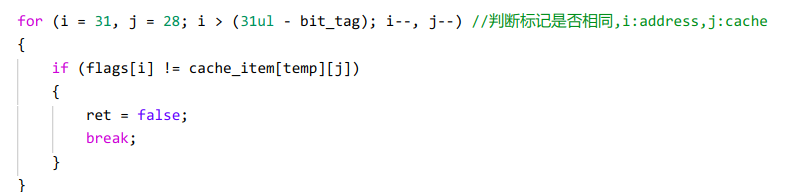 for (i = 31, j = 28; i > (31ul - bit_tag); i--, j--) //判断标记是否相同,i:address,j:cache
{
if (flags[i] != cache_item[temp][j])
{
ret = false;
break;
}
}